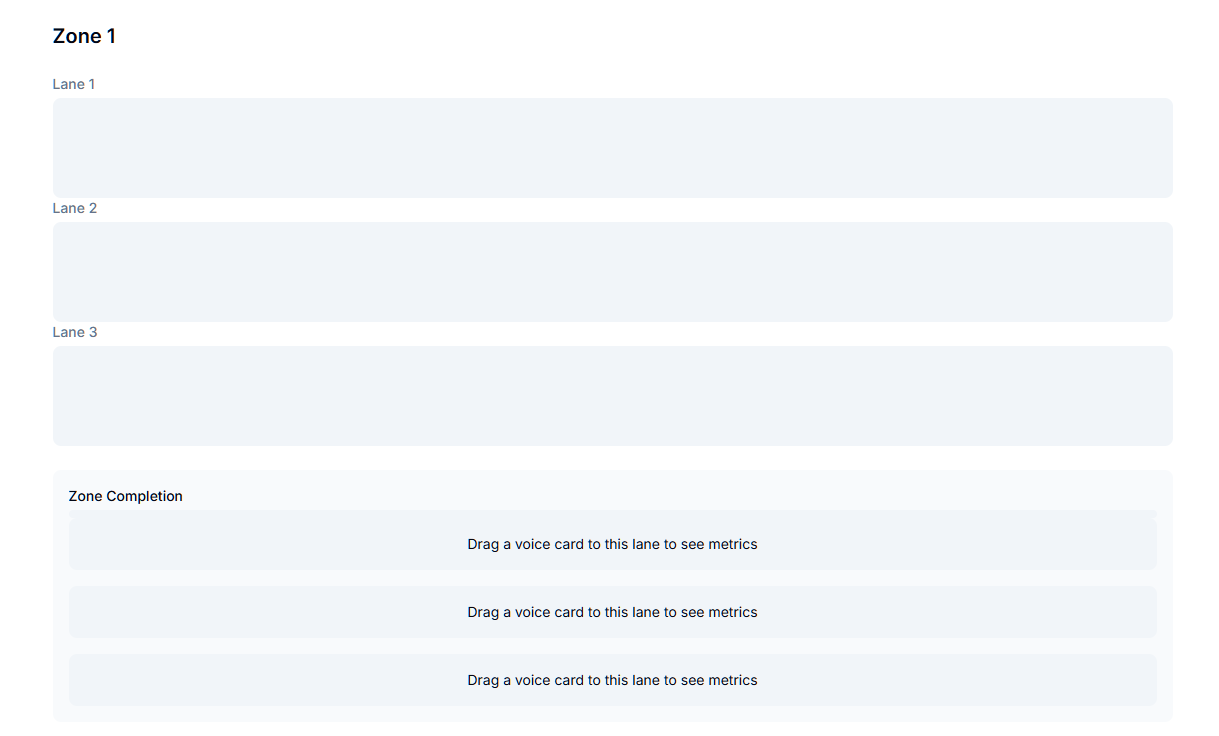 Zone 1
Lane 1
Lane 2
Lane 3
Zone Completion
Drag a voice card to this lane to see metrics
Drag a voice card to this lane to see metrics
Drag a voice card to this lane to see metrics